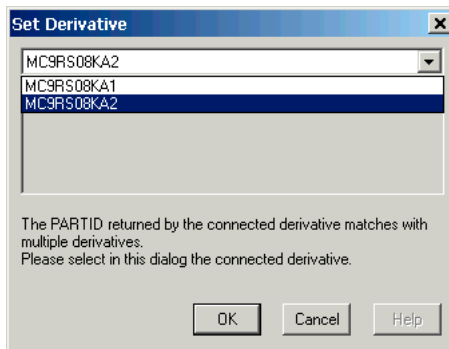 Set Derivative
MC9RS08KA2
MC9RS08KA1
MC9RS08KA2
The PARTID returned by the connected derivative matches with
multiple derivatives.
Please select in this dialog the connected derivative.
OK Cancel Help